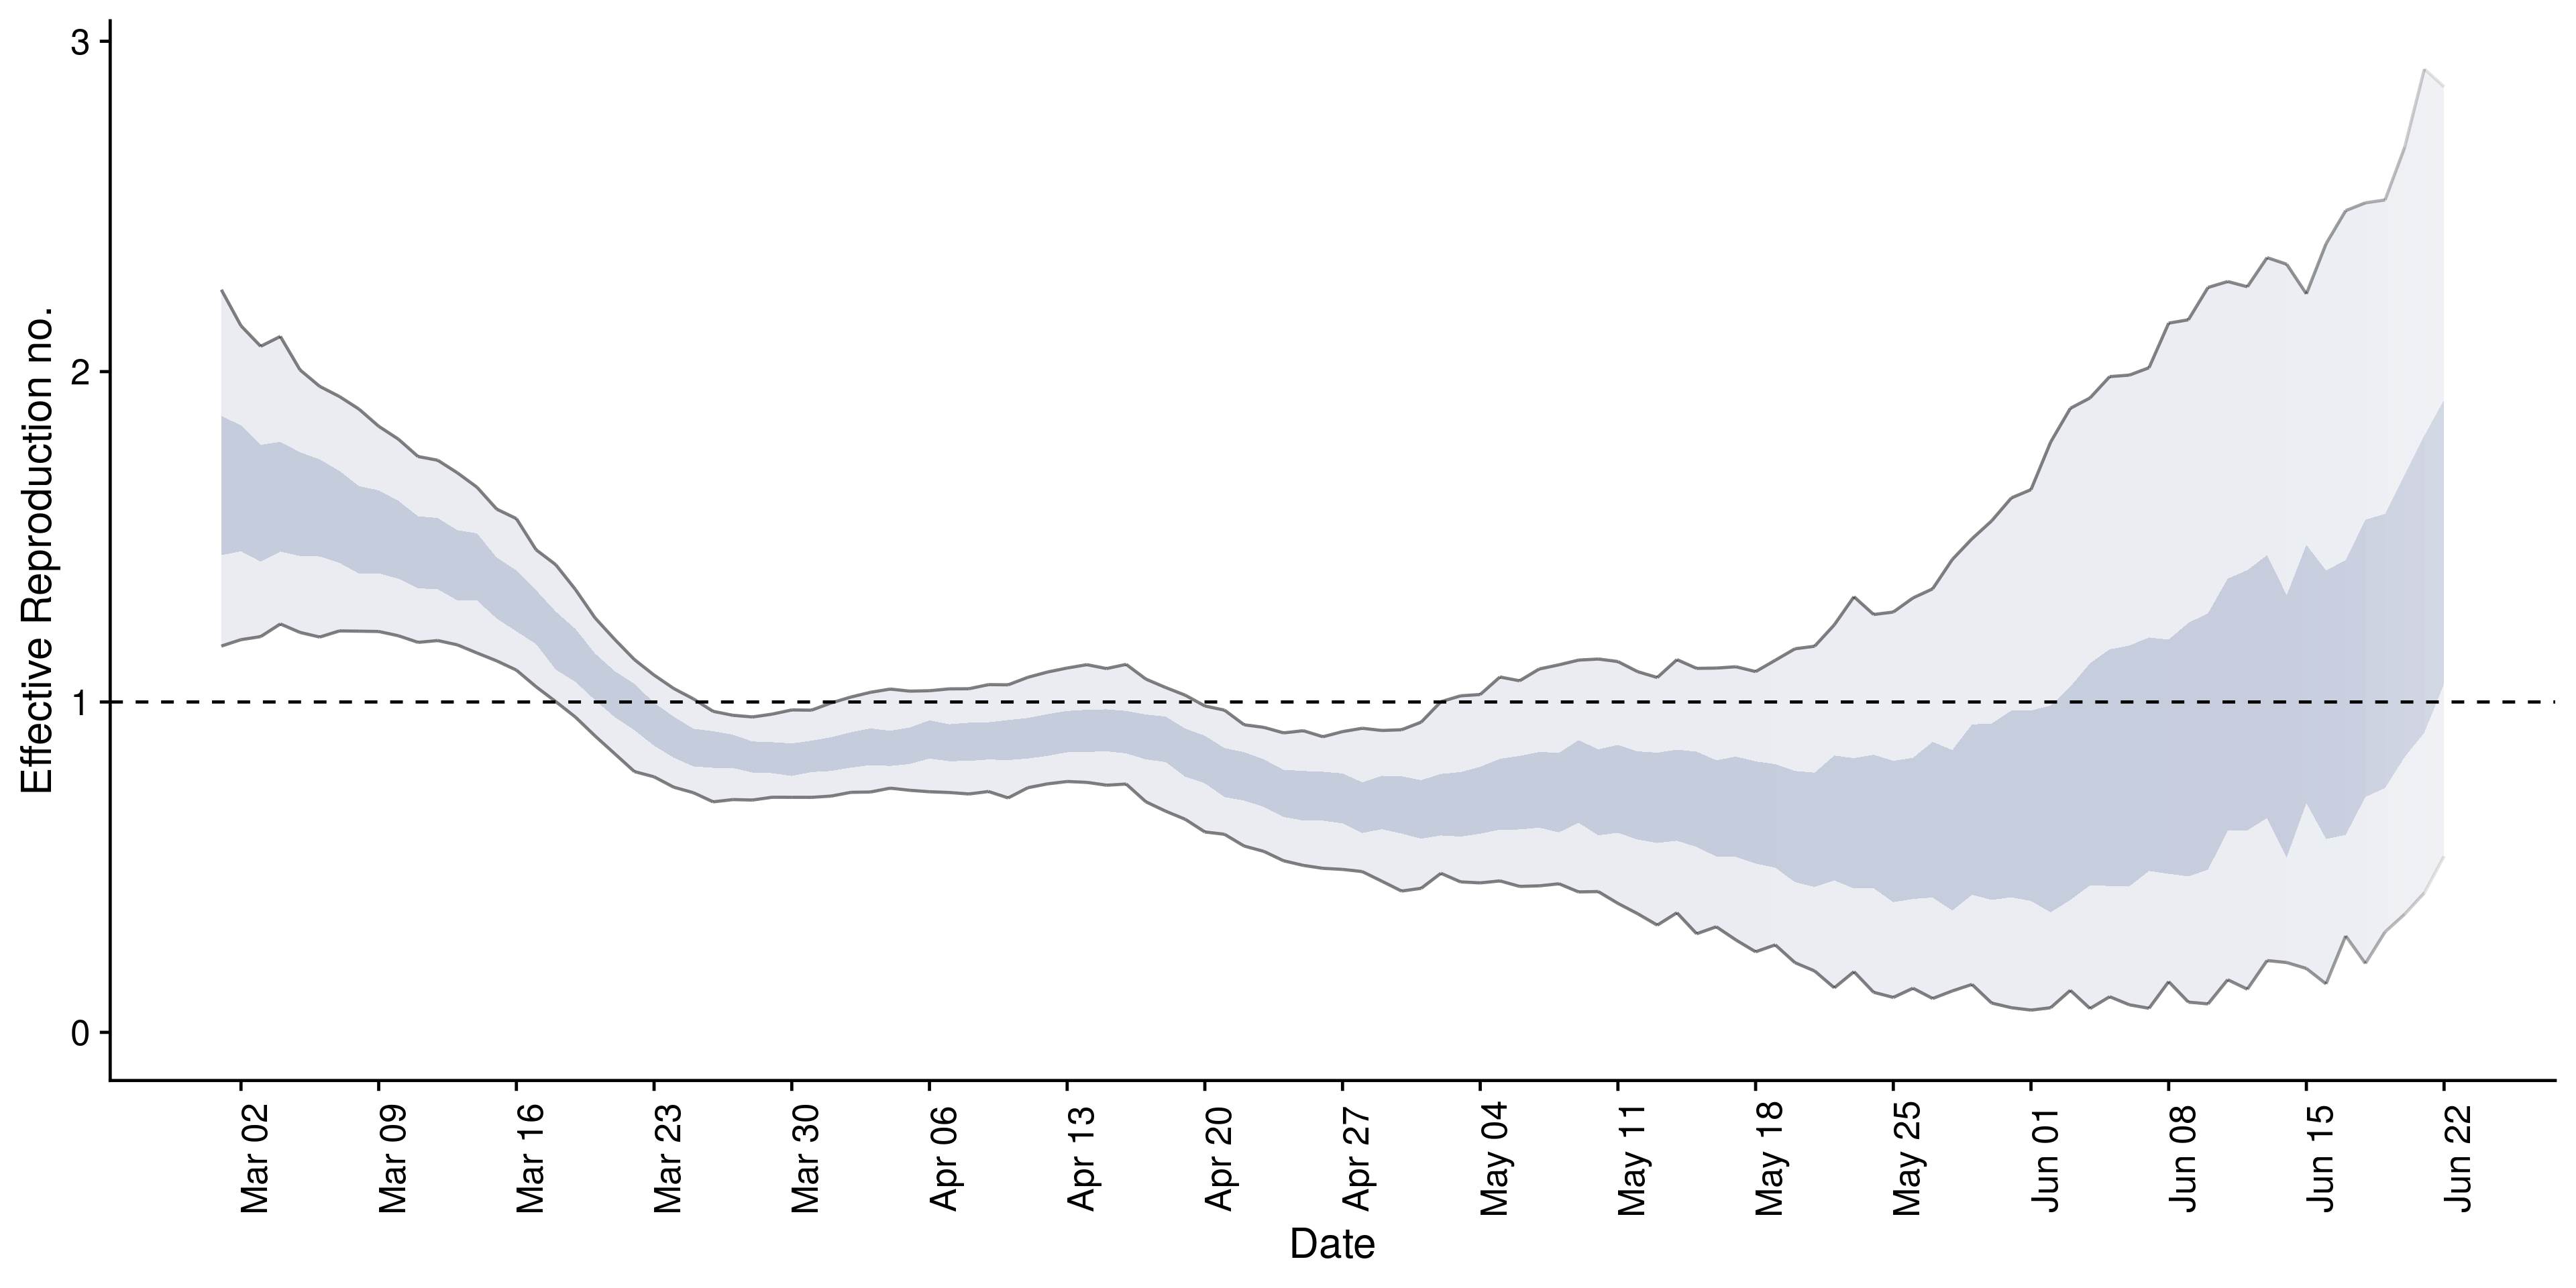 Effective Reproduction no.
3
2
1
0
Mar 02
Mar 09
Mar 16
Mar 23
Mar 30
Apr 06
Apr 13
Apr 20
Apr 27
May 04
May 11
May 18
May 25
Jun 01
Jun 08
Jun 15
Jun 22
Date